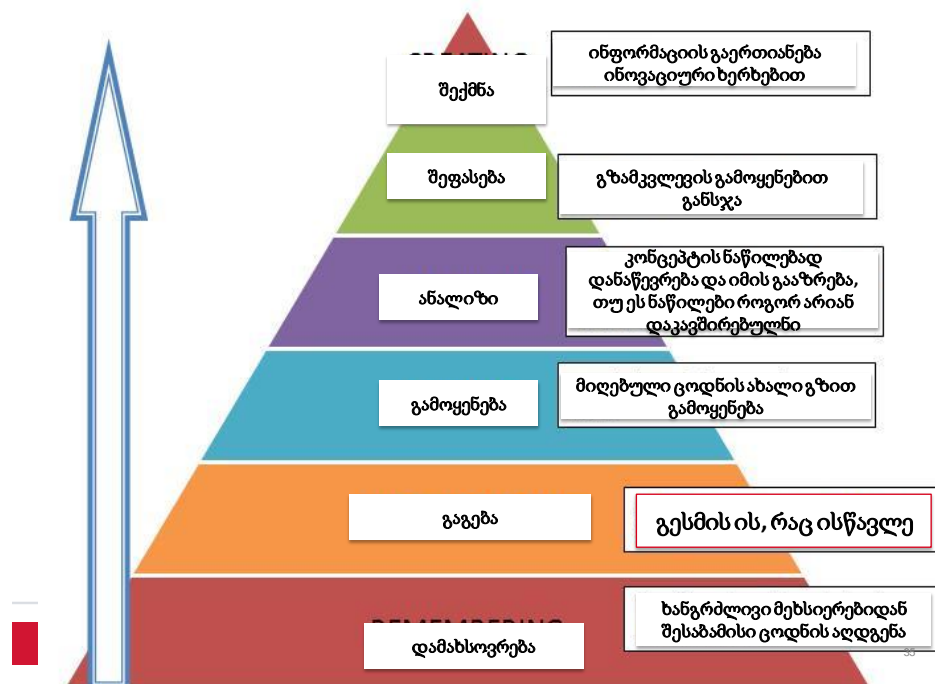 შექმნა
ინფორმაციის გაერთიანება
ინოვაციური ხერხებით
შეფასება
გზამკვლევის გამოყენებით
განსჯა
ანალიზი
კონცეპტის ნაწილებად
დანაწევრება და იმის გააზრება,
თუ ეს ნაწილები როგორ არიან
დაკავშირებულნი
გამოყენება
მიღებული ცოდნის ახალი გზით
გამოყენება
გაგება
გესმის ის, რაც ისწავლე
REMEMBERING
დამახსოვრება
ხანგრძლივი მეხსიერებიდან
შესაბამისი ცოდნის აღდგენა
35